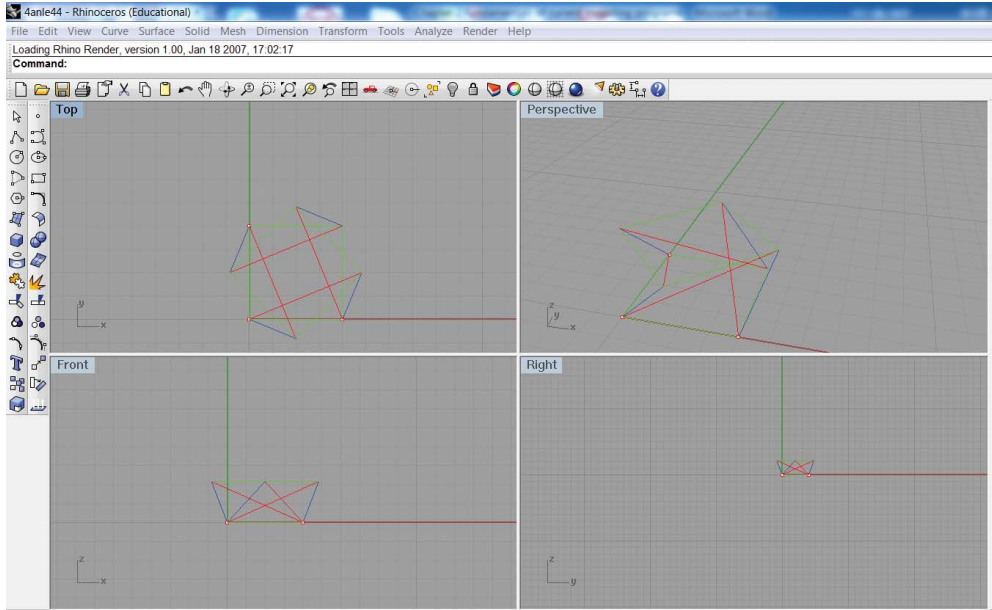 4anle44 - Rhinoceros (Educational)
File Edit View Curve Surface Solid Mesh Dimension Transform Tools Analyze Render Help
Loading Rhino Render, version 1.00, Jan 18 2007, 17:02:17
Command:
Top
Perspective
y
x
z
y
x
Front
Right
z
x
z
y